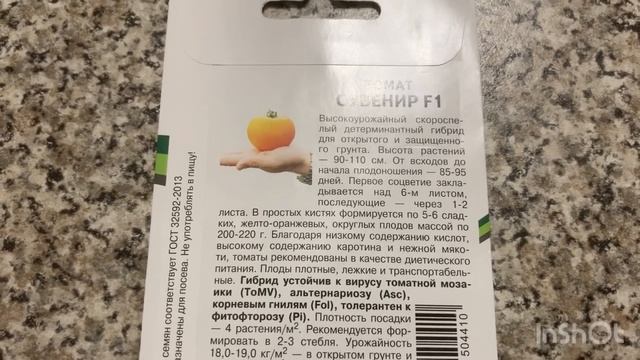 ТОМАТ
СУВЕНИР F1
Высокоурожайный скороспе-
лый детерминантный гибрид
для открытого и защищенно-
го грунта. Высота растений
— 90-110 см. От всходов до
начала плодоношения — 85-95
дней. Первое соцветие закла-
дывается над 6-м листом,
последующие — через 1-2
листа. В простых кистях формируется по 5-6 слад-
ких, желто-оранжевых, округлых плодов массой по
200-220 г. Благодаря низкому содержанию кислот,
высокому содержанию каротина и нежной мяко-
ти, томаты рекомендованы в качестве диетического
питания. Плоды плотные, лежкие и транспортабель-
ные. Гибрид устойчив к вирусу томатной моза-
ики (ToMV), альтернариозу (Asc),
корневым гнилям (Fol), толерантен к
фитофторозу (Pi). Плотность посадки
— 4 растения/м². Рекомендуется фор-
мировать в 2-3 стебля. Урожайность
18,0-19,0 кг/м² — в открытом грунте и
семян соответствует ГОСТ 32592-2013
азначены для посева. Не употреблять в пищу!
504410
InShot